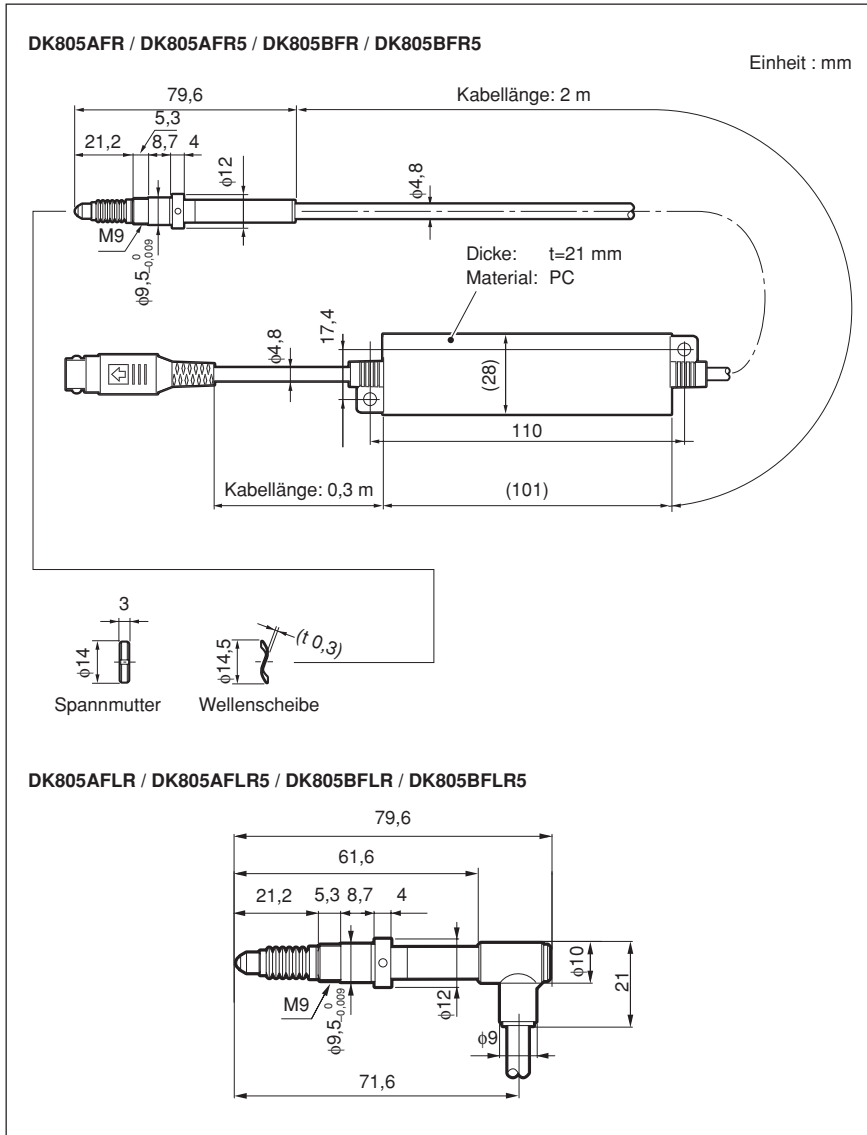 DK805AFR / DK805AFR5 / DK805BFR / DK805BFR5
Einheit : mm
79,6
Kabellänge: 2 m
5,3
21,2
8,7
4
ϕ12
ϕ4,8
M9
ϕ9,5 0 -0,009
Dicke: t=21 mm
Material: PC
17,4
ϕ4,8
(28)
110
Kabellänge: 0,3 m
(101)
3
ϕ14
ϕ14,5
(t 0,3)
Spannmutter
Wellenscheibe
DK805AFLR / DK805AFLR5 / DK805BFLR / DK805BFLR5
79,6
61,6
21,2
5,3
8,7
4
M9
ϕ9,5 0 -0,009
ϕ12
ϕ10
21
ϕ9
71,6